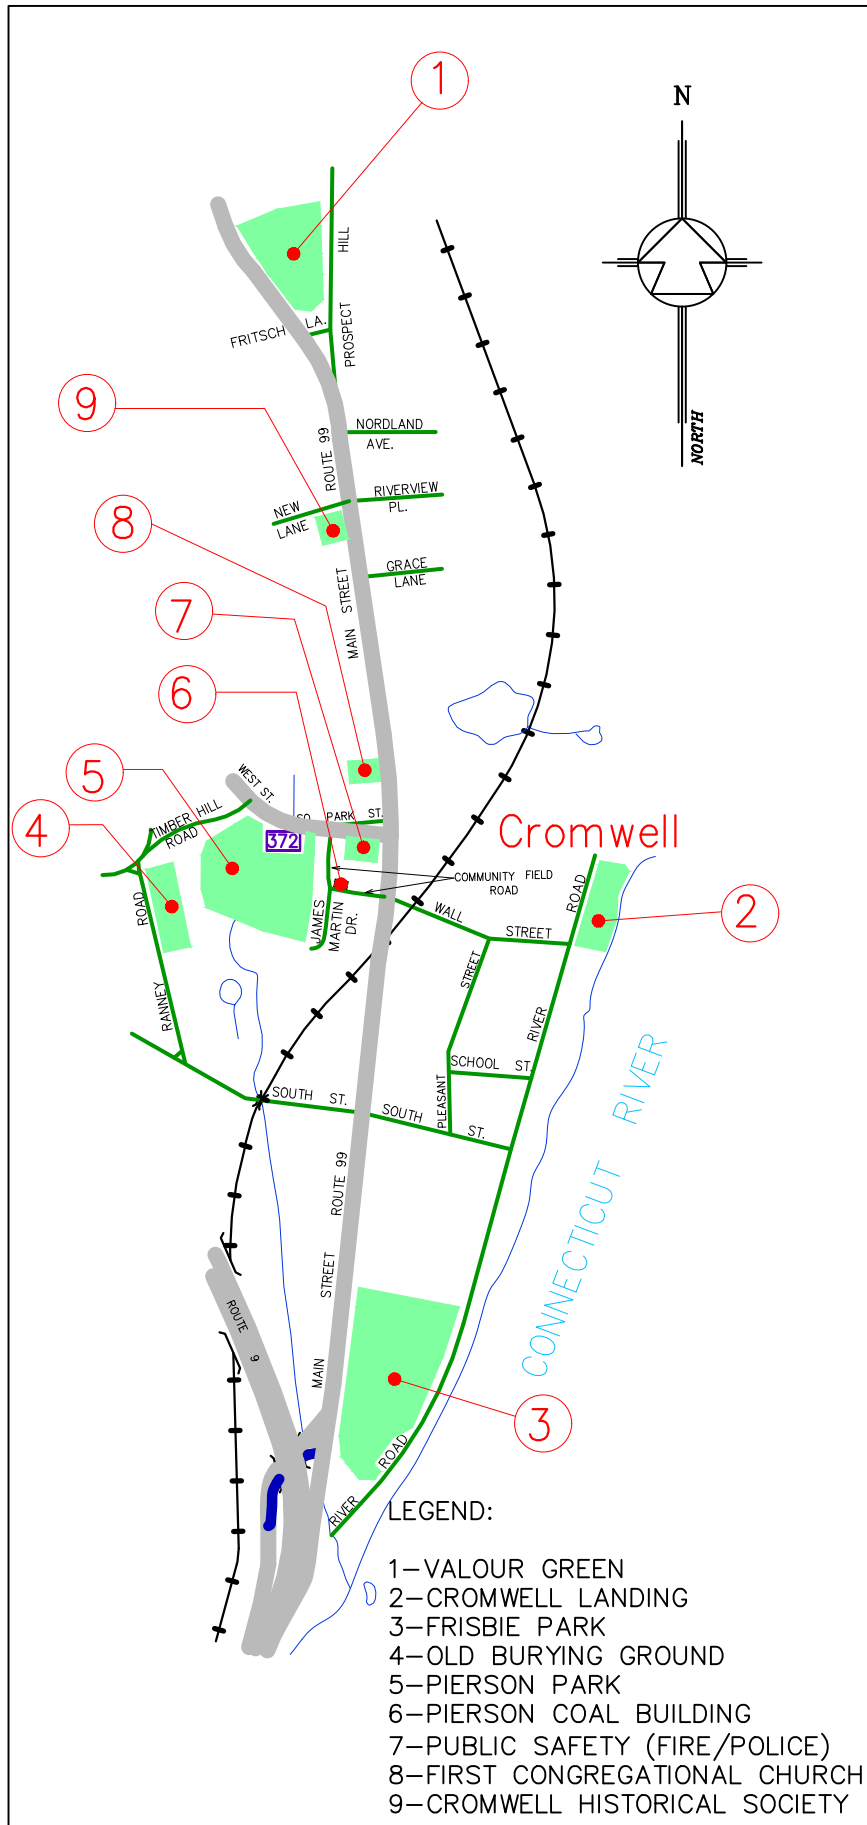 1
N
HILL
FRITSCH LA.
PROSPECT
NORTH
9
NORDLAND
AVE.
ROUTE 99
RIVERVIEW
PL.
NEW
LANE
8
GRACE
LANE
STREET
7
MAIN
6
5
WEST ST.
TIMBER HILL
ROAD
SO. PARK ST.
372
4
Cromwell
COMMUNITY FIELD
ROAD
ROAD
ROAD
2
JAMES
MARTIN
DR.
WALL
STREET
STREET
RANNEY
RIVER
SCHOOL ST.
PLEASANT
SOUTH ST.
SOUTH ST.
CONNECTICUT RIVER
ROUTE 99
STREET
ROUTE 9
MAIN
3
ROAD
RIVER
LEGEND:
1-VALOUR GREEN
2-CROMWELL LANDING
3-FRISBIE PARK
4-OLD BURYING GROUND
5-PIERSON PARK
6-PIERSON COAL BUILDING
7-PUBLIC SAFETY (FIRE/POLICE)
8-FIRST CONGREGATIONAL CHURCH
9-CROMWELL HISTORICAL SOCIETY